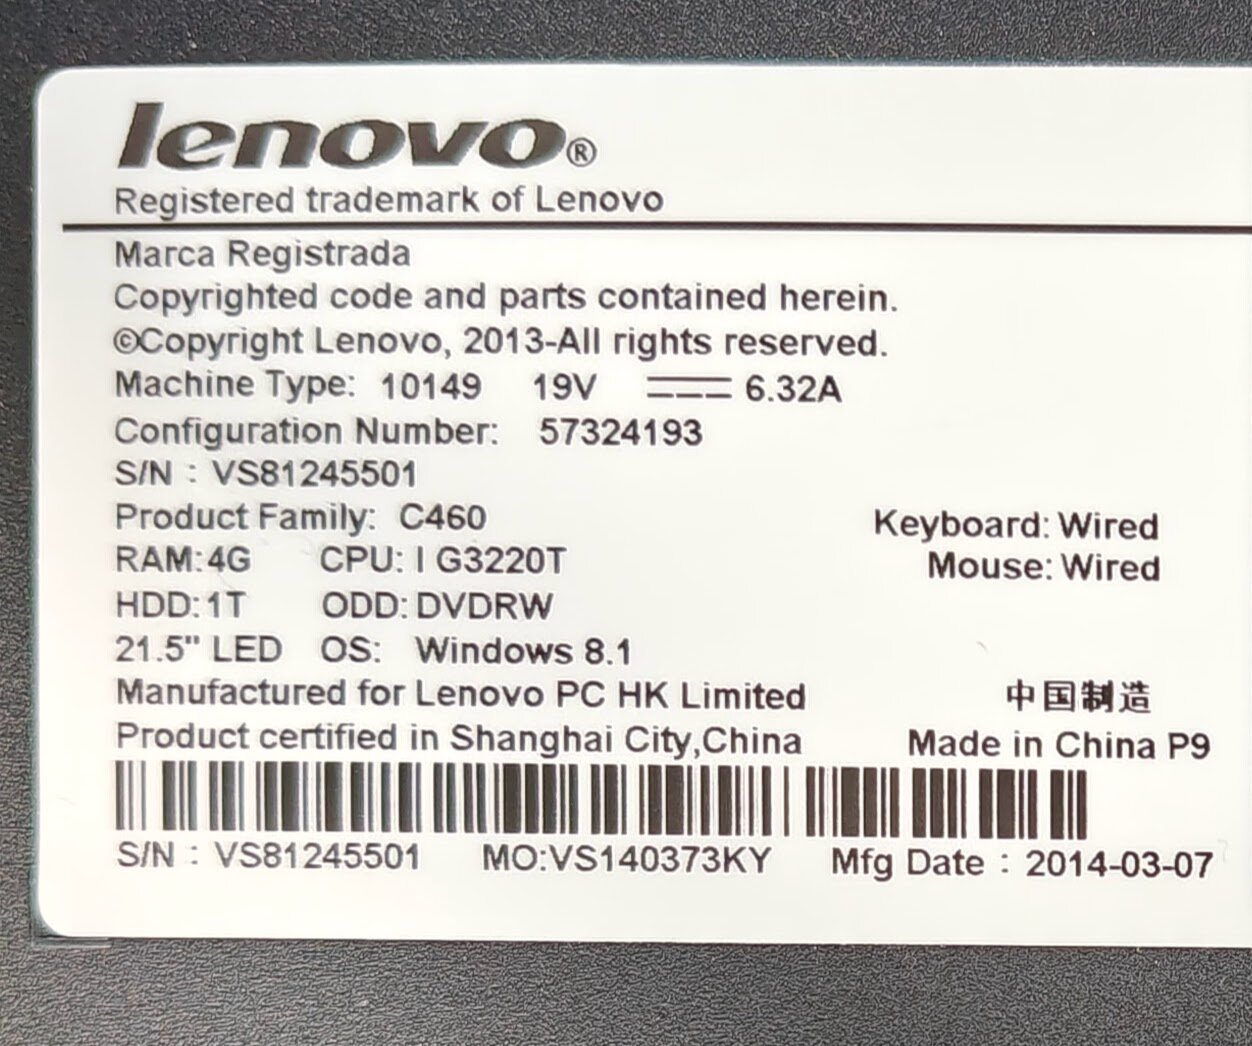 lenovo®
Registered trademark of Lenovo
Marca Registrada
Copyrighted code and parts contained herein.
©Copyright Lenovo, 2013-All rights reserved.
Machine Type: 10149 19V ⎓ 6.32A
Configuration Number: 57324193
S/N : VS81245501
Product Family: C460 Keyboard: Wired
RAM:4G CPU: I G3220T Mouse: Wired
HDD:1T ODD: DVDRW
21.5" LED OS: Windows 8.1
Manufactured for Lenovo PC HK Limited 中国制造
Product certified in Shanghai City,China Made in China P9
S/N : VS81245501 MO:VS140373KY Mfg Date : 2014-03-07